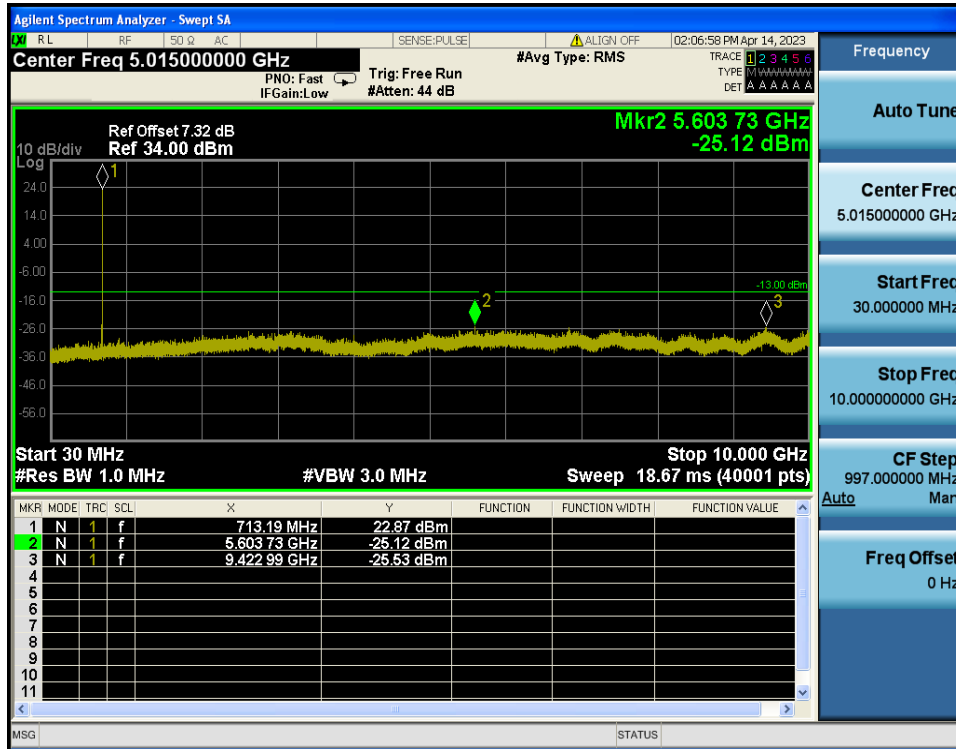 Agilent Spectrum Analyzer - Swept SA
LXI RL RF 50 Ω AC SENSE:PULSE ALIGN OFF 02:06:58 PM Apr 14, 2023
Center Freq 5.015000000 GHz
PNO: Fast
IFGain:Low
Trig: Free Run
#Atten: 44 dB
#Avg Type: RMS
TRACE 1 2 3 4 5 6
TYPE M WWWWW
DET A A A A A A
Mkr2 5.603 73 GHz
-25.12 dBm
Ref Offset 7.32 dB
10 dB/div Ref 34.00 dBm
Log
1
24.0
14.0
4.00
-6.00
-13.00 dBm
-16.0
2
3
-26.0
-36.0
-46.0
-56.0
Start 30 MHz Stop 10.000 GHz
#Res BW 1.0 MHz #VBW 3.0 MHz Sweep 18.67 ms (40001 pts)
MKR MODE TRC SCL X Y FUNCTION FUNCTION WIDTH FUNCTION VALUE
1 N 1 f 713.19 MHz 22.87 dBm
2 N 1 f 5.603 73 GHz -25.12 dBm
3 N 1 f 9.422 99 GHz -25.53 dBm
4
5
6
7
8
9
10
11
MSG STATUS
Frequency
Auto Tune
Center Freq
5.015000000 GHz
Start Freq
30.000000 MHz
Stop Freq
10.000000000 GHz
CF Step
997.000000 MHz
Auto Man
Freq Offset
0 Hz